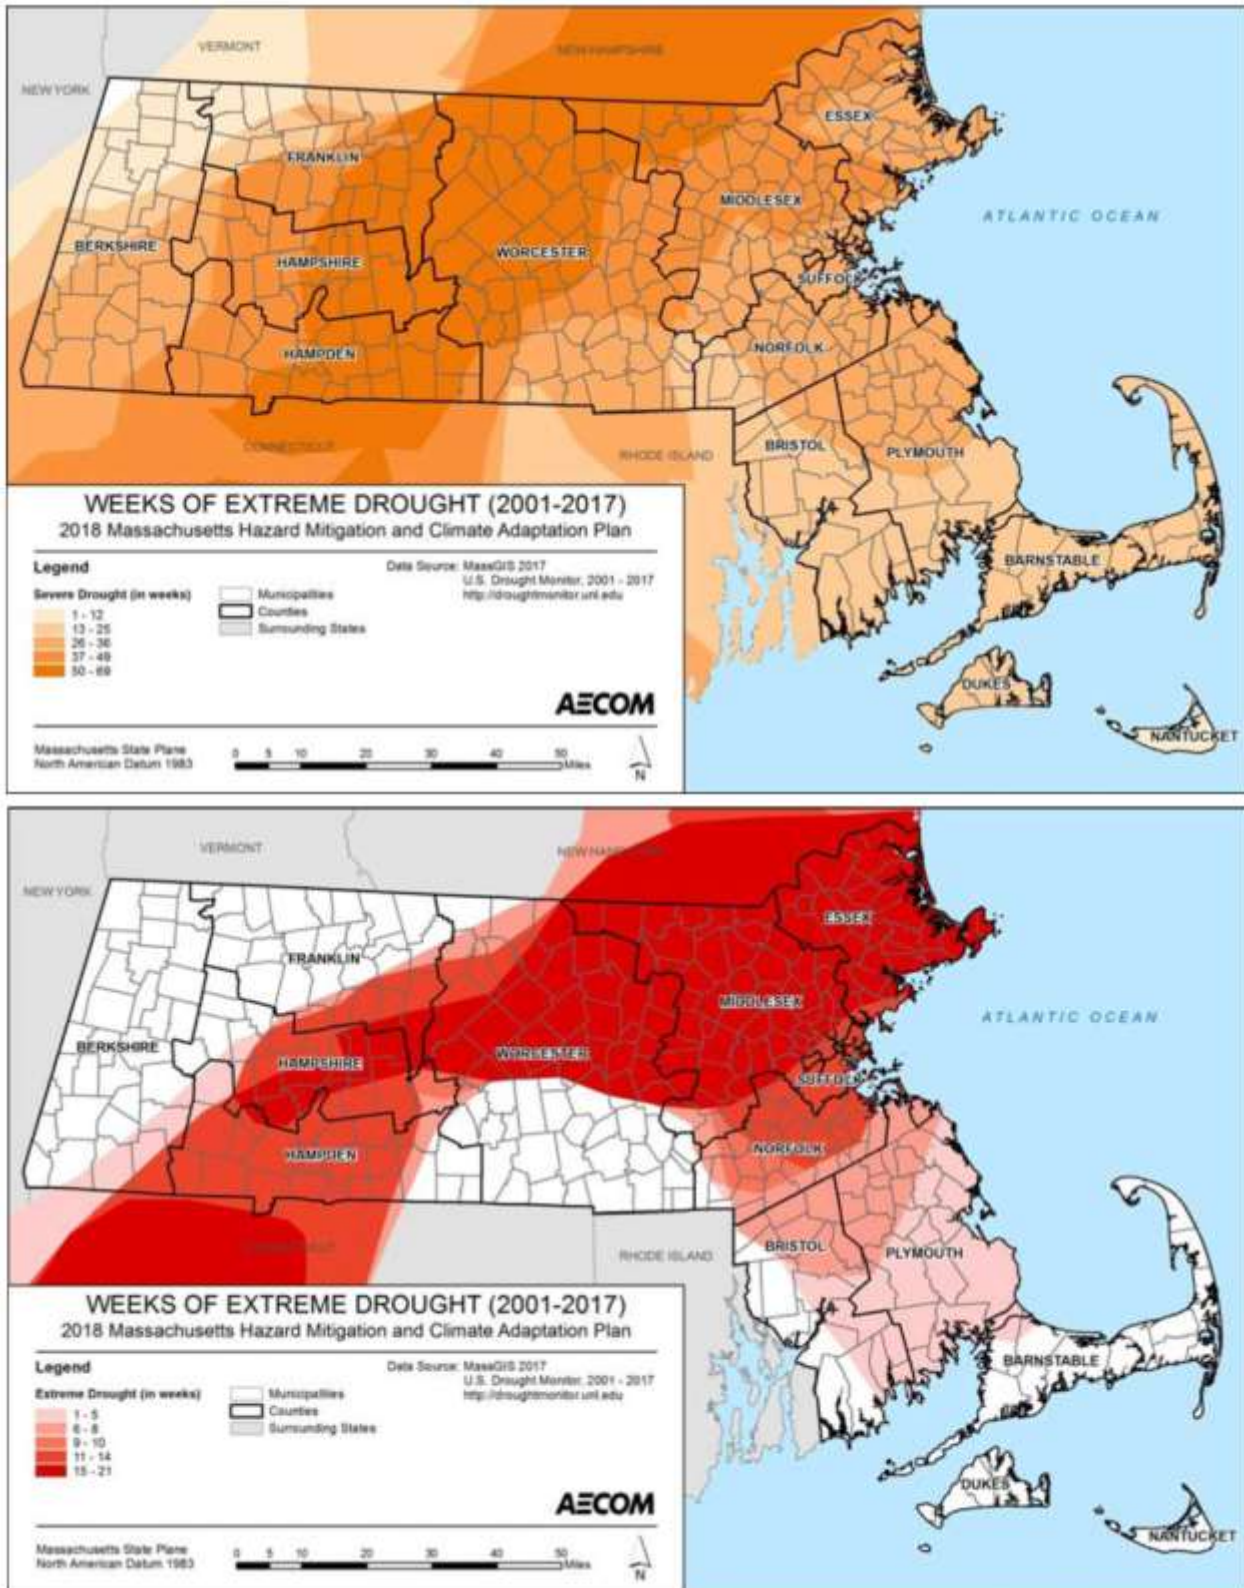 VERMONT
NEW HAMPSHIRE
NEW YORK
ESSEX
FRANKLIN
MIDDLESEX
ATLANTIC OCEAN
BERKSHIRE
HAMPSHIRE
WORCESTER
SUFFOLK
HAMPDEN
NORFOLK
CONNECTICUT
RHODE ISLAND
BRISTOL
PLYMOUTH
BARNSTABLE
DUKES
NANTUCKET
WEEKS OF EXTREME DROUGHT (2001-2017)
2018 Massachusetts Hazard Mitigation and Climate Adaptation Plan
Legend
Severe Drought (in weeks)
1 - 12
13 - 25
26 - 36
37 - 49
50 - 69
Municipalities
Counties
Surrounding States
Data Source: MassGIS 2017
U.S. Drought Monitor, 2001 - 2017
http://droughtmonitor.unl.edu
AECOM
Massachusetts State Plane
North American Datum 1983
0 5 10 20 30 40 50
Miles
N
VERMONT
NEW HAMPSHIRE
NEW YORK
ESSEX
FRANKLIN
MIDDLESEX
ATLANTIC OCEAN
BERKSHIRE
HAMPSHIRE
WORCESTER
SUFFOLK
HAMPDEN
NORFOLK
CONNECTICUT
RHODE ISLAND
BRISTOL
PLYMOUTH
BARNSTABLE
DUKES
NANTUCKET
WEEKS OF EXTREME DROUGHT (2001-2017)
2018 Massachusetts Hazard Mitigation and Climate Adaptation Plan
Legend
Extreme Drought (in weeks)
1 - 5
6 - 8
9 - 10
11 - 14
15 - 21
Municipalities
Counties
Surrounding States
Data Source: MassGIS 2017
U.S. Drought Monitor, 2001 - 2017
http://droughtmonitor.unl.edu
AECOM
Massachusetts State Plane
North American Datum 1983
0 5 10 20 30 40 50
Miles
N